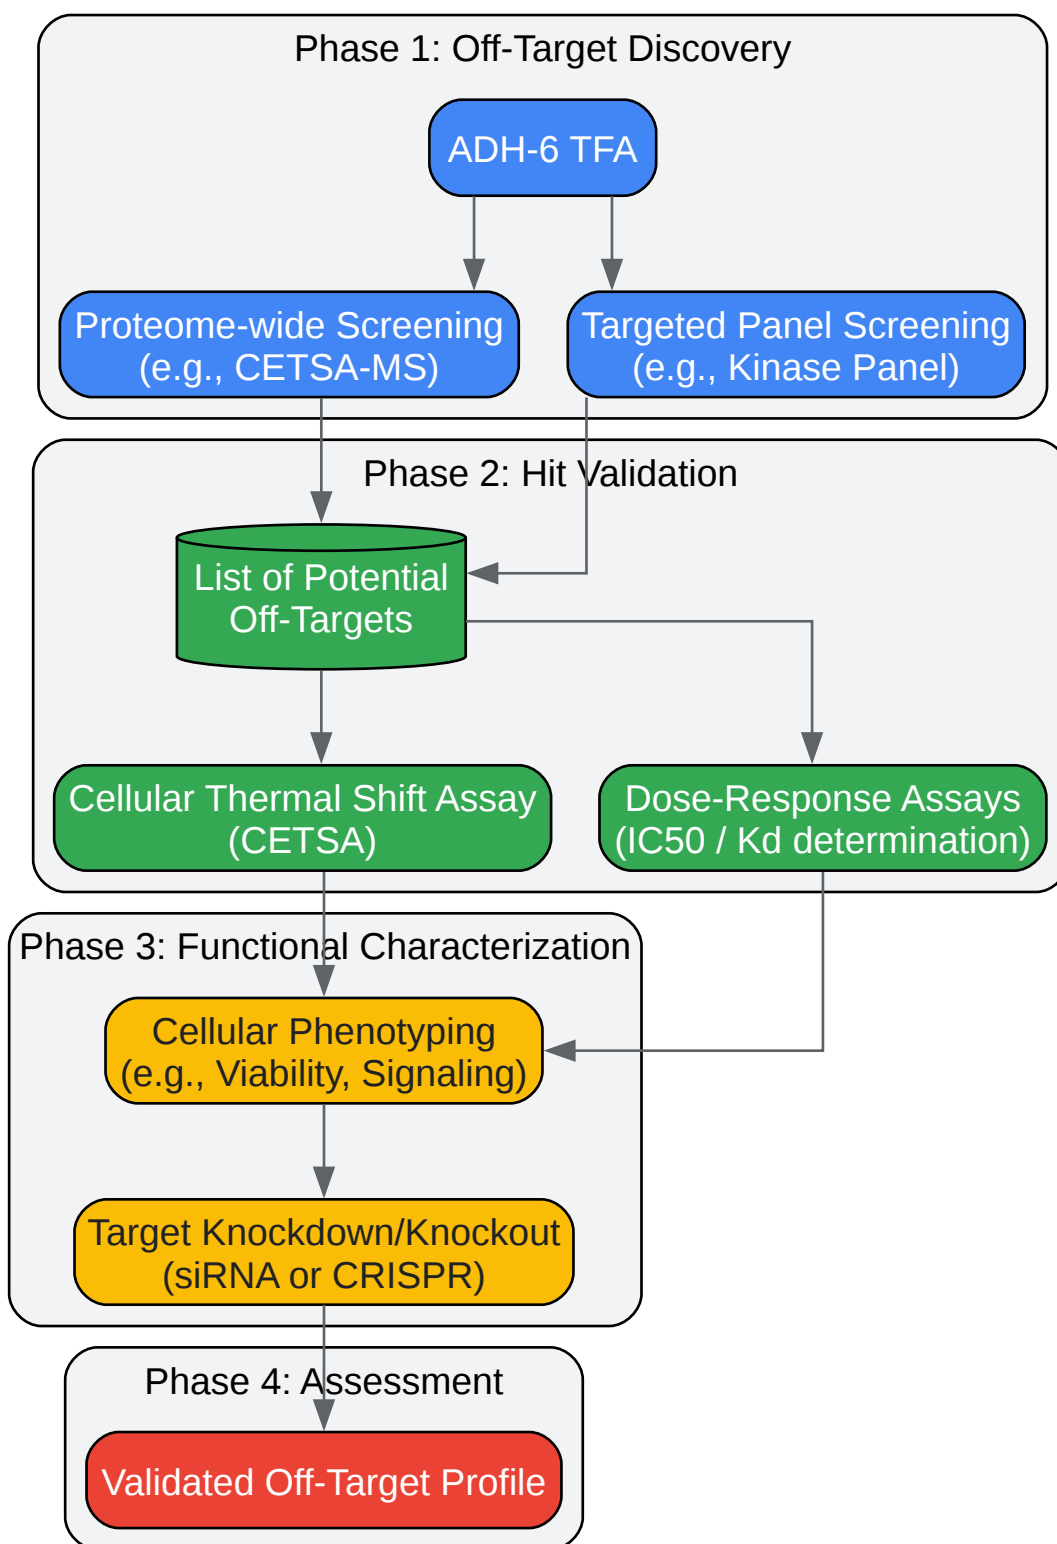 Phase 1: Off-Target Discovery
ADH-6 TFA
Proteome-wide Screening
(e.g., CETSA-MS)
Targeted Panel Screening
(e.g., Kinase Panel)
Phase 2: Hit Validation
List of Potential
Off-Targets
Cellular Thermal Shift Assay
(CETSA)
Dose-Response Assays
(IC50 / Kd determination)
Phase 3: Functional Characterization
Cellular Phenotyping
(e.g., Viability, Signaling)
Target Knockdown/Knockout
(siRNA or CRISPR)
Phase 4: Assessment
Validated Off-Target Profile